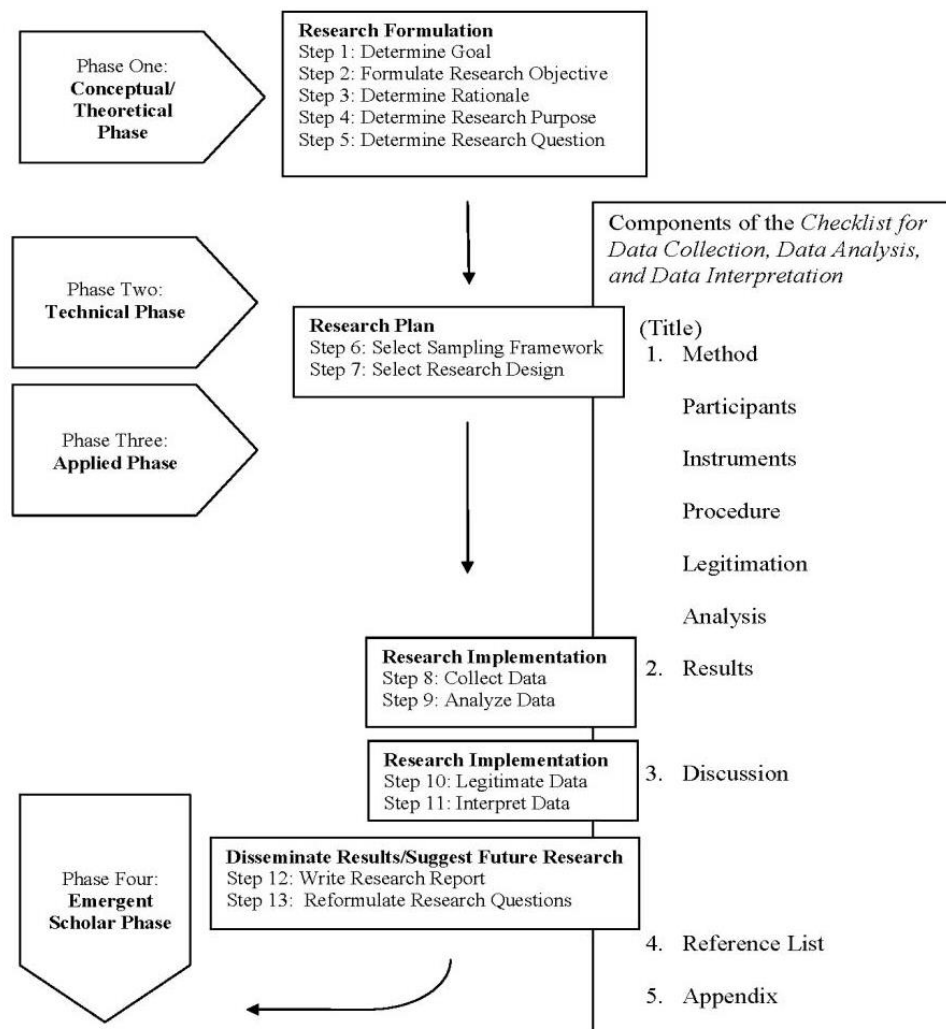 Phase One:
Conceptual/
Theoretical
Phase
Research Formulation
Step 1: Determine Goal
Step 2: Formulate Research Objective
Step 3: Determine Rationale
Step 4: Determine Research Purpose
Step 5: Determine Research Question
Components of the Checklist for
Data Collection, Data Analysis,
and Data Interpretation
Phase Two:
Technical Phase
Research Plan
Step 6: Select Sampling Framework
Step 7: Select Research Design
(Title)
1. Method
Participants
Instruments
Procedure
Legitimation
Analysis
Phase Three:
Applied Phase
Research Implementation
Step 8: Collect Data
Step 9: Analyze Data
2. Results
Research Implementation
Step 10: Legitimate Data
Step 11: Interpret Data
3. Discussion
Phase Four:
Emergent
Scholar Phase
Disseminate Results/Suggest Future Research
Step 12: Write Research Report
Step 13: Reformulate Research Questions
4. Reference List
5. Appendix